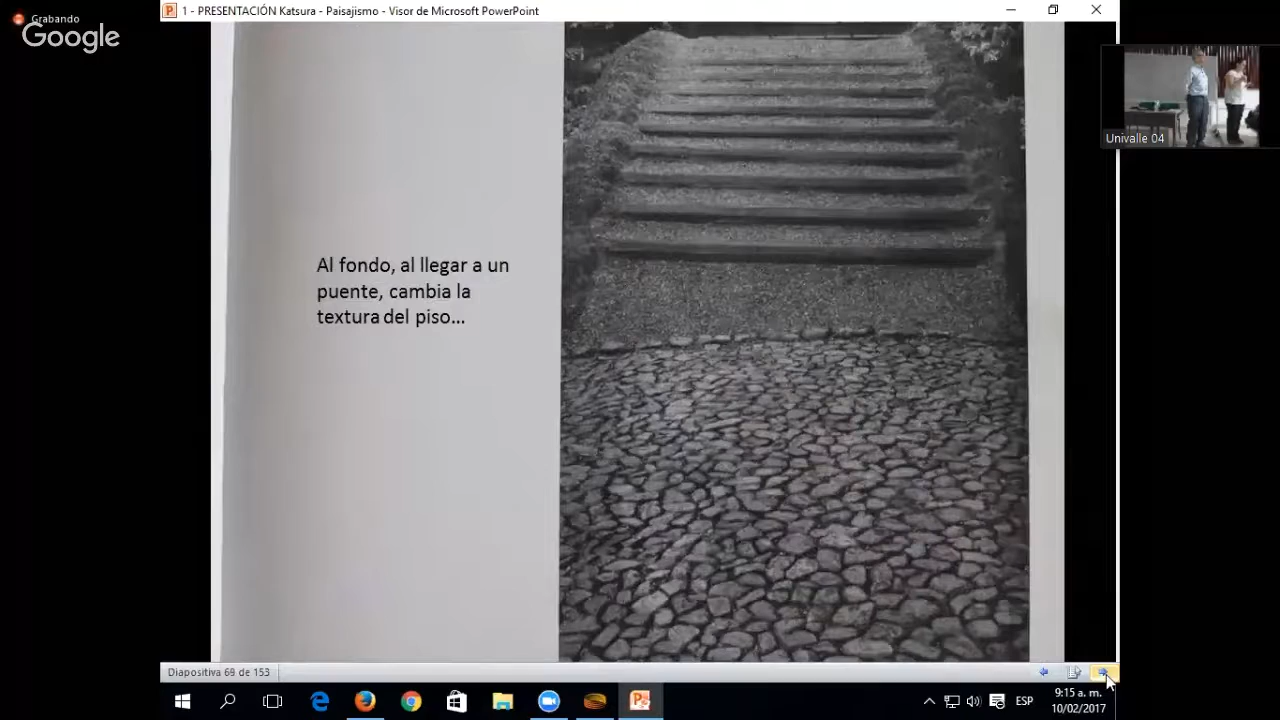 Grabando
Google
1 - PRESENTACIÓN Katsura - Paisajismo - Visor de Microsoft PowerPoint
Univalle 04
Al fondo, al llegar a un
puente, cambia la
textura del piso...
Diapositiva 69 de 153
ESP
9:15 a. m.
10/02/2017